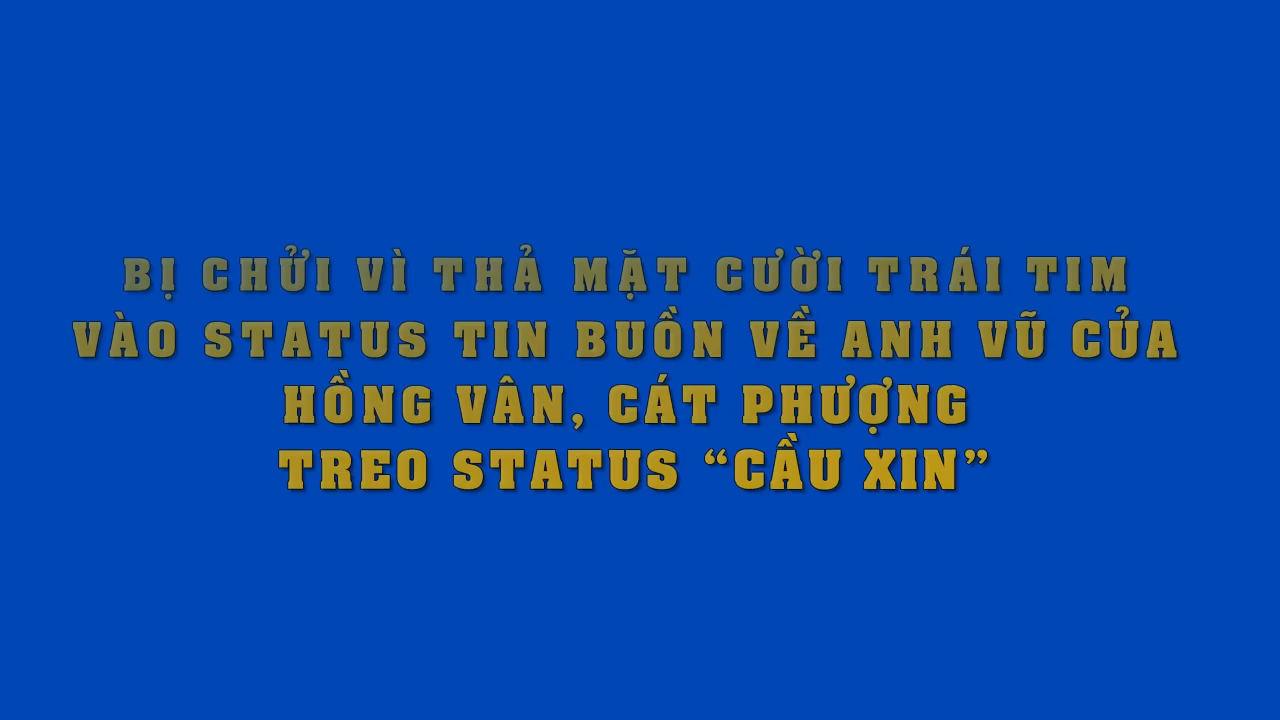 BỊ CHỬI VÌ THẢ MẶT CƯỜI TRÁI TIM
VÀO STATUS TIN BUỒN VỀ ANH VŨ CỦA
HỒNG VÂN, CÁT PHƯỢNG
TREO STATUS “CẦU XIN”